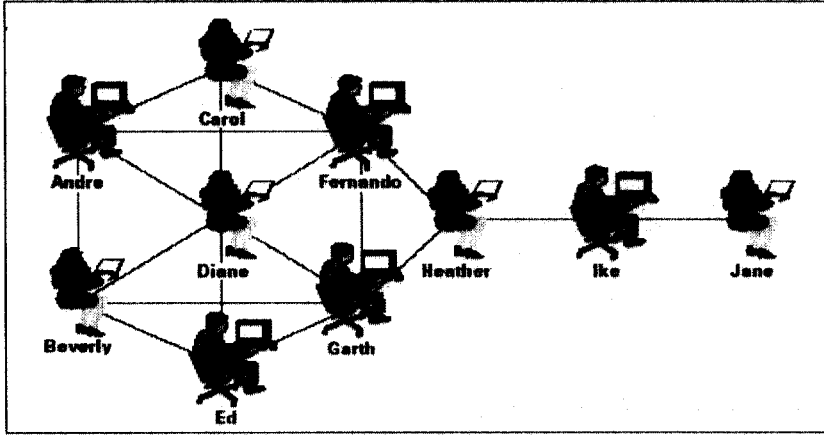 Carol
Andre
Fernando
Diane
Heather
Ike
Jane
Beverly
Garth
Ed